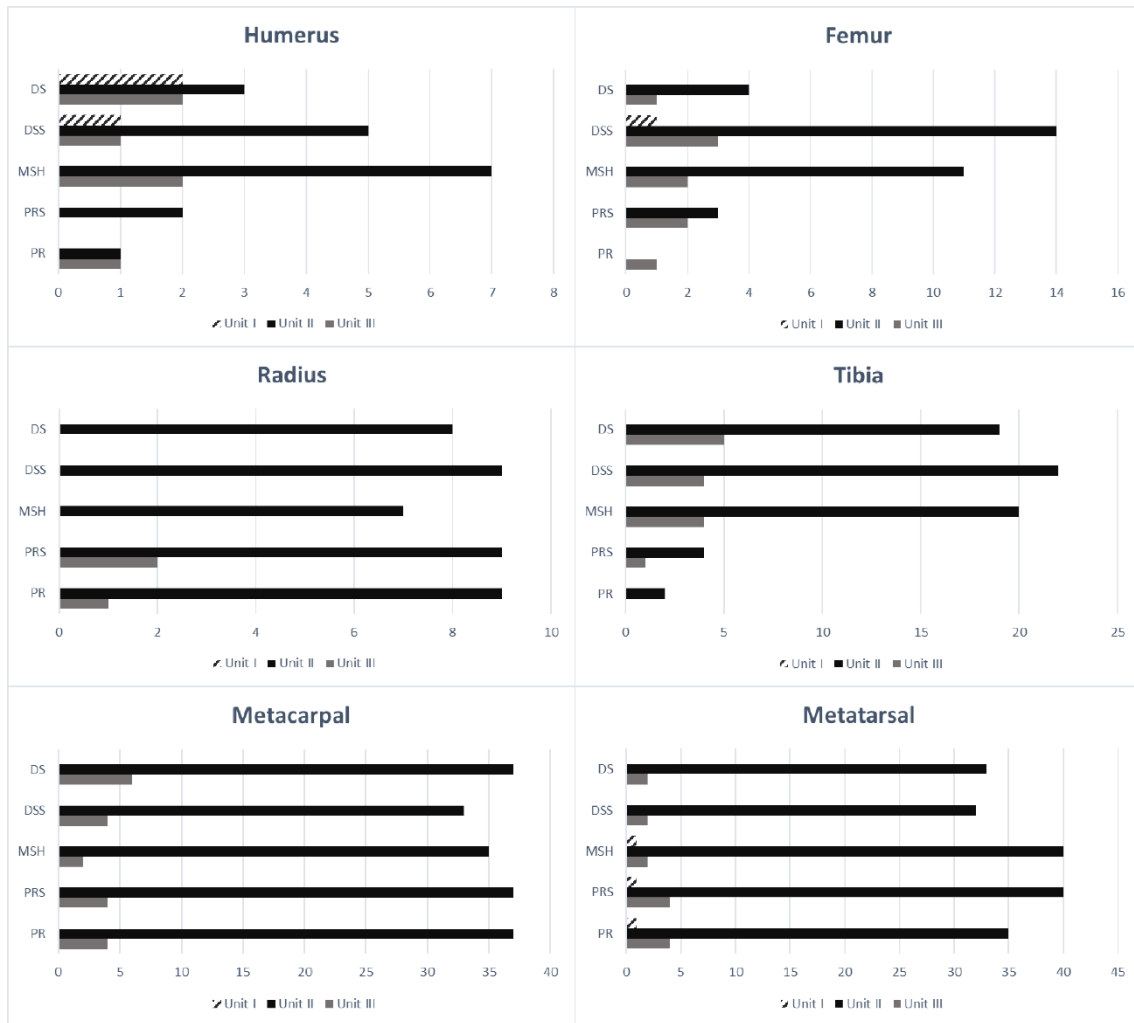 Humerus
DS
DSS
MSH
PRS
PR
0 1 2 3 4 5 6 7 8
Unit I Unit II Unit III
Femur
DS
DSS
MSH
PRS
PR
0 2 4 6 8 10 12 14 16
Unit I Unit II Unit III
Radius
DS
DSS
MSH
PRS
PR
0 2 4 6 8 10
Unit I Unit II Unit III
Tibia
DS
DSS
MSH
PRS
PR
0 5 10 15 20 25
Unit I Unit II Unit III
Metacarpal
DS
DSS
MSH
PRS
PR
0 5 10 15 20 25 30 35 40
Unit I Unit II Unit III
Metatarsal
DS
DSS
MSH
PRS
PR
0 5 10 15 20 25 30 35 40 45
Unit I Unit II Unit III